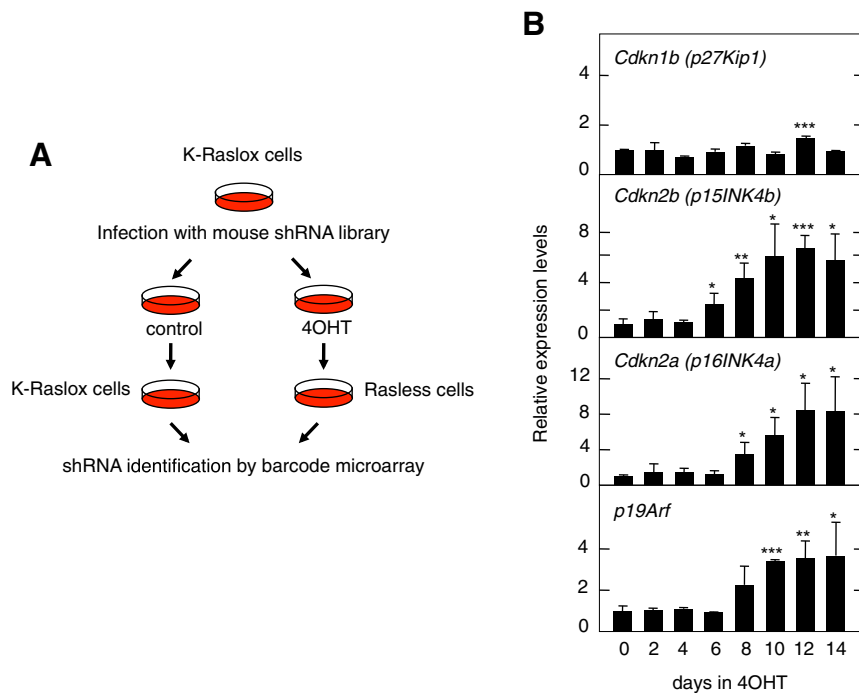 A
K-Raslox cells
Infection with mouse shRNA library
control
4OHT
K-Raslox cells
Rasless cells
shRNA identification by barcode microarray
B
Relative expression levels
Cdkn1b (p27Kip1)
4
2
0
***
Cdkn2b (p15INK4b)
8
6
4
2
0
* ** * *** *
Cdkn2a (p16INK4a)
12
8
4
0
* * * *
p19Arf
4
2
0
*** ** *
0 2 4 6 8 10 12 14
days in 4OHT